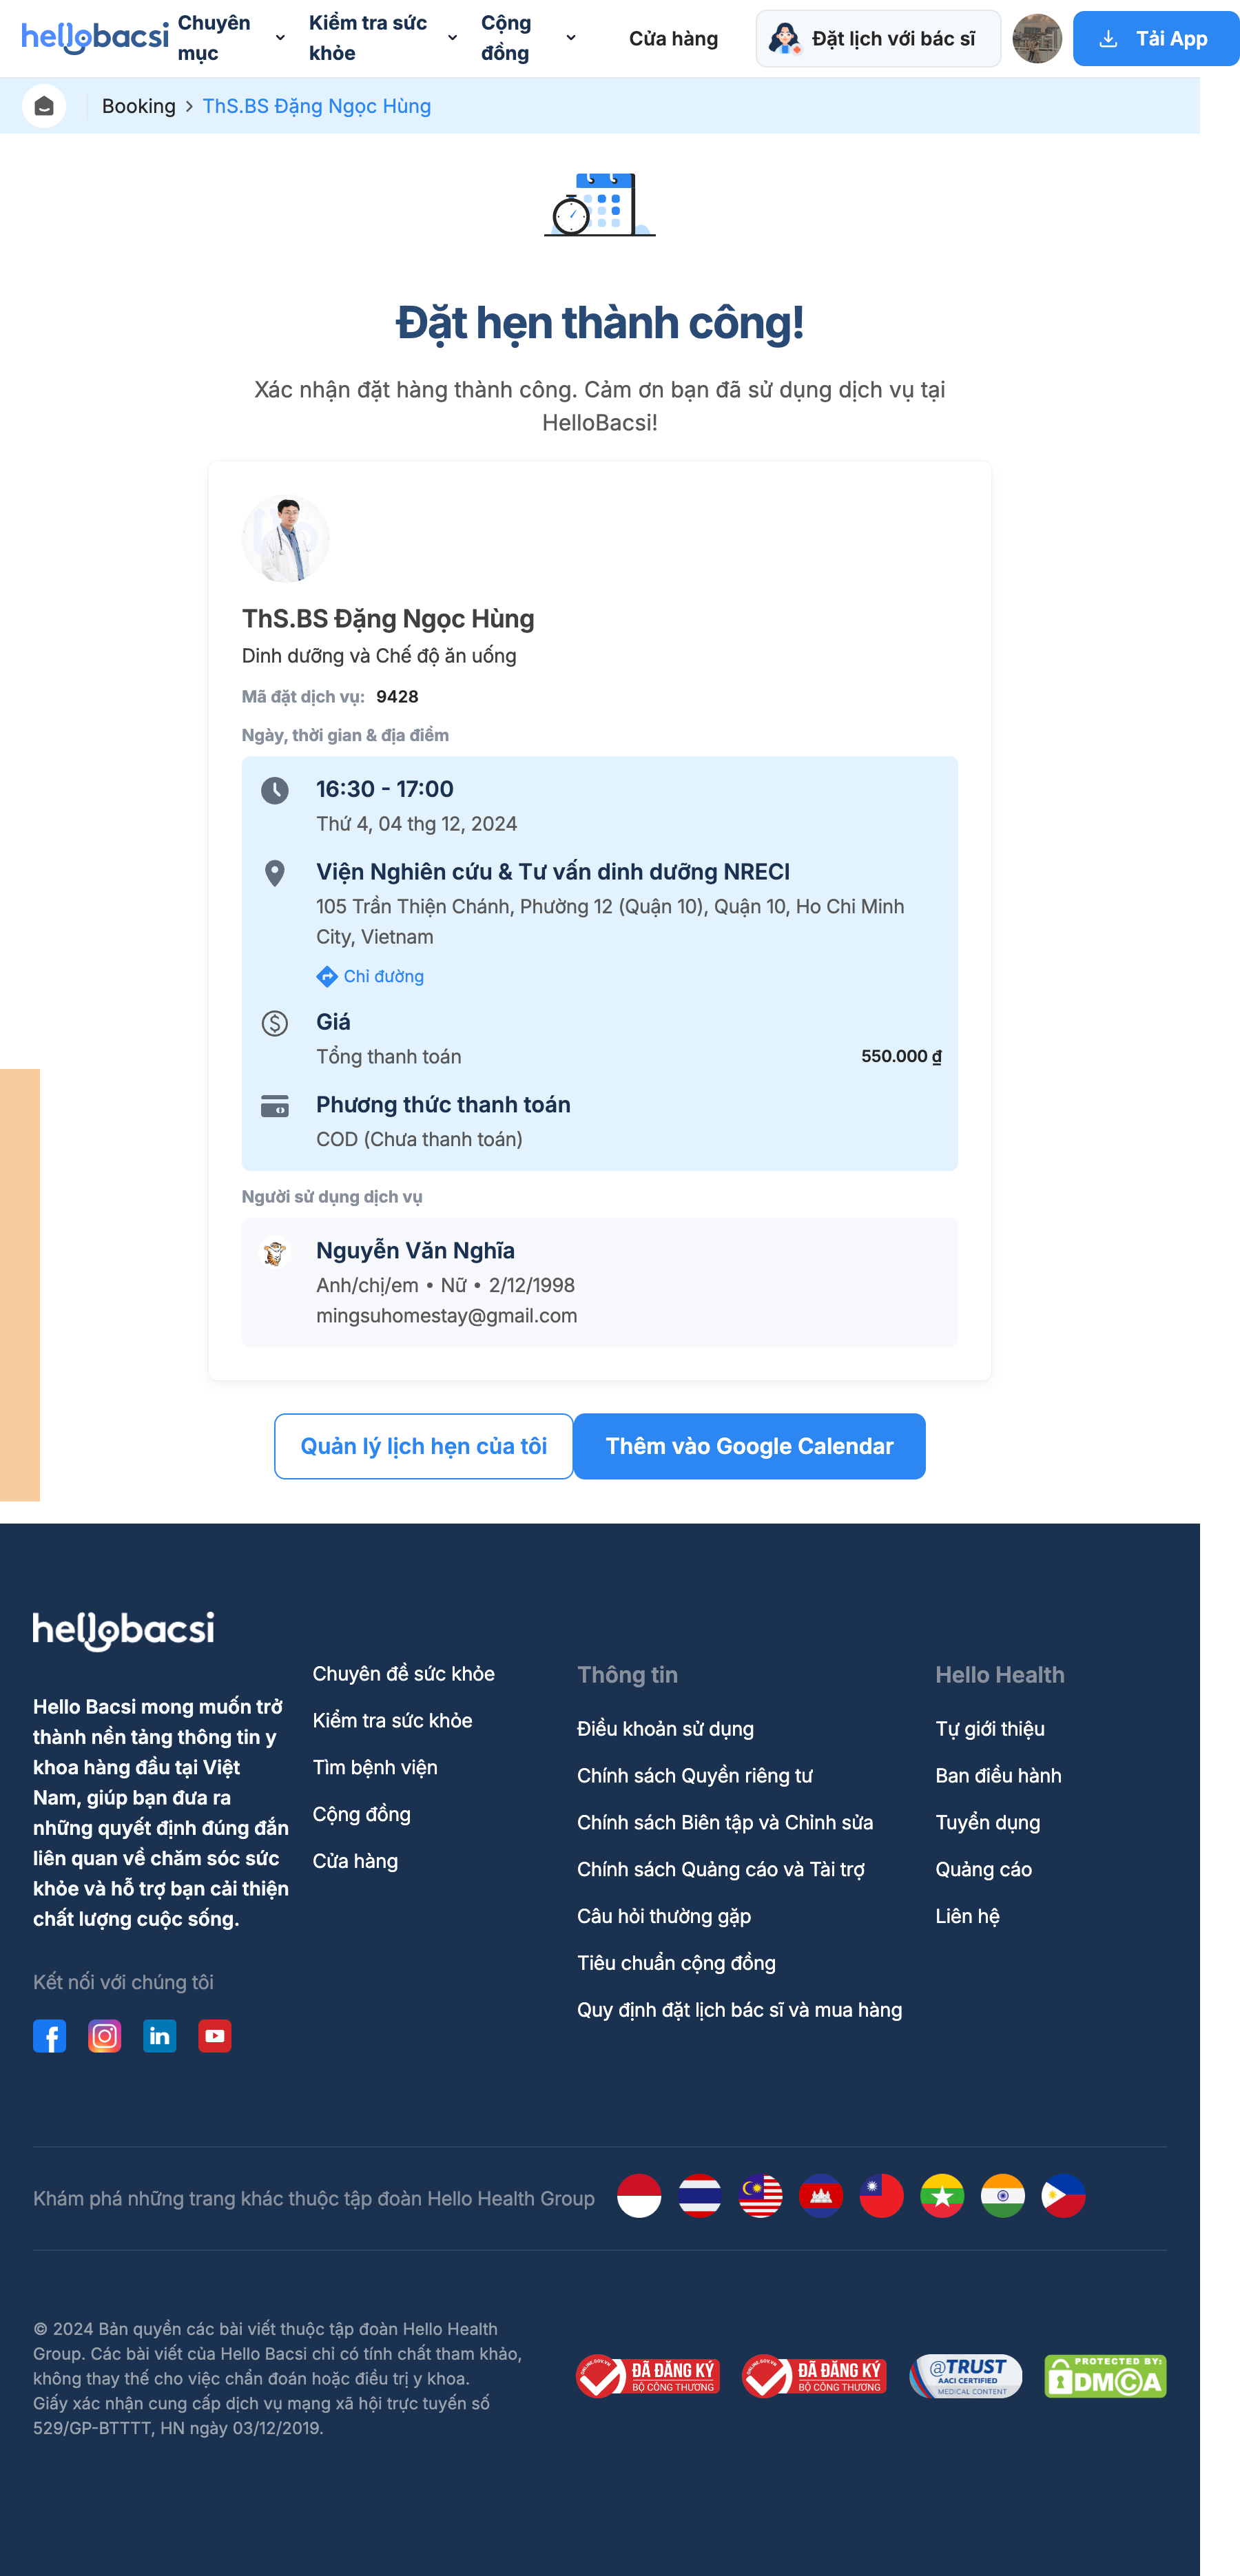 hellobacsi
Chuyên mục
Kiểm tra sức khỏe
Cộng đồng
Cửa hàng
Đặt lịch với bác sĩ
Tải App
Booking > ThS.BS Đặng Ngọc Hùng
Đặt hẹn thành công!
Xác nhận đặt hàng thành công. Cảm ơn bạn đã sử dụng dịch vụ tại
HelloBacsi!
ThS.BS Đặng Ngọc Hùng
Dinh dưỡng và Chế độ ăn uống
Mã đặt dịch vụ: 9428
Ngày, thời gian & địa điểm
16:30 - 17:00
Thứ 4, 04 thg 12, 2024
Viện Nghiên cứu & Tư vấn dinh dưỡng NRECI
105 Trần Thiện Chánh, Phường 12 (Quận 10), Quận 10, Ho Chi Minh
City, Vietnam
Chỉ đường
Giá
Tổng thanh toán 550.000 ₫
Phương thức thanh toán
COD (Chưa thanh toán)
Người sử dụng dịch vụ
Nguyễn Văn Nghĩa
Anh/chị/em • Nữ • 2/12/1998
mingsuhomestay@gmail.com
Quản lý lịch hẹn của tôi
Thêm vào Google Calendar
hellobacsi
Hello Bacsi mong muốn trở
thành nền tảng thông tin y
khoa hàng đầu tại Việt
Nam, giúp bạn đưa ra
những quyết định đúng đắn
liên quan về chăm sóc sức
khỏe và hỗ trợ bạn cải thiện
chất lượng cuộc sống.
Kết nối với chúng tôi
Chuyên đề sức khỏe
Kiểm tra sức khỏe
Tìm bệnh viện
Cộng đồng
Cửa hàng
Thông tin
Điều khoản sử dụng
Chính sách Quyền riêng tư
Chính sách Biên tập và Chỉnh sửa
Chính sách Quảng cáo và Tài trợ
Câu hỏi thường gặp
Tiêu chuẩn cộng đồng
Quy định đặt lịch bác sĩ và mua hàng
Hello Health
Tự giới thiệu
Ban điều hành
Tuyển dụng
Quảng cáo
Liên hệ
Khám phá những trang khác thuộc tập đoàn Hello Health Group
© 2024 Bản quyền các bài viết thuộc tập đoàn Hello Health
Group. Các bài viết của Hello Bacsi chỉ có tính chất tham khảo,
không thay thế cho việc chẩn đoán hoặc điều trị y khoa.
Giấy xác nhận cung cấp dịch vụ mạng xã hội trực tuyến số
529/GP-BTTTT, HN ngày 03/12/2019.
ONLINE.GOV.VN
ĐÃ ĐĂNG KÝ
BỘ CÔNG THƯƠNG
ONLINE.GOV.VN
ĐÃ ĐĂNG KÝ
BỘ CÔNG THƯƠNG
@TRUST
AACI CERTIFIED
MEDICAL CONTENT
PROTECTED BY:
DMCA